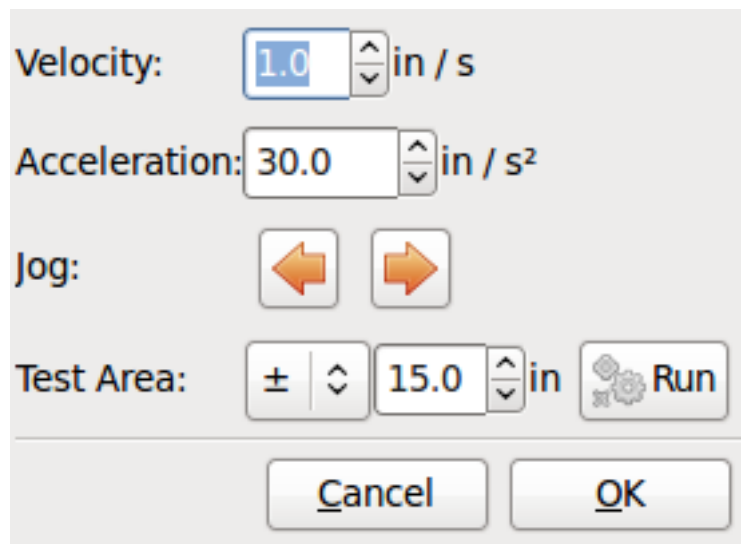 Velocity: 1.0 in / s
Acceleration: 30.0 in / s²
Jog:
Test Area: ± 15.0 in Run
Cancel OK